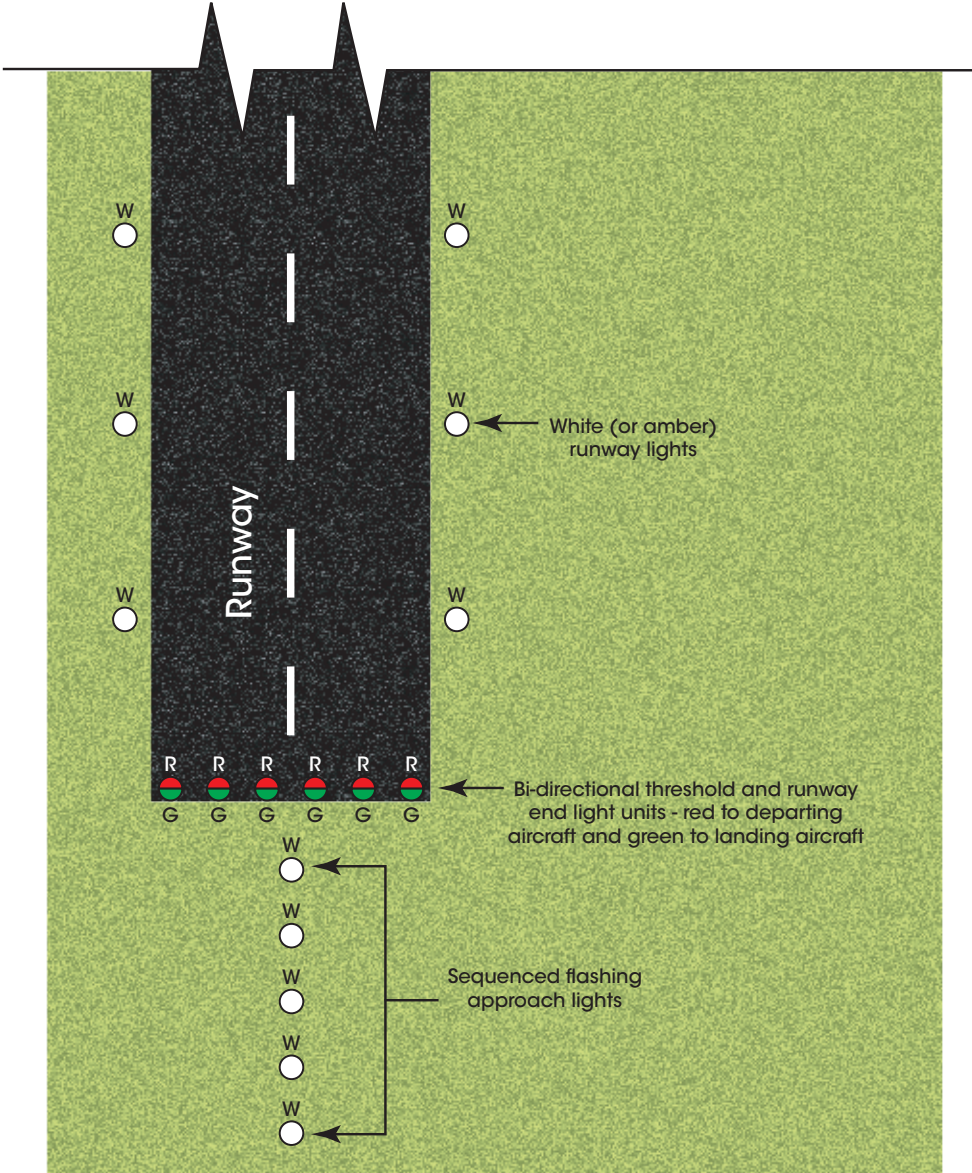 W W
W W
White (or amber)
runway lights
Runway
W W
R R R R R R
Bi-directional threshold and runway
end light units - red to departing
aircraft and green to landing aircraft
G G G G G G
W
W
W
Sequenced flashing
approach lights
W
W